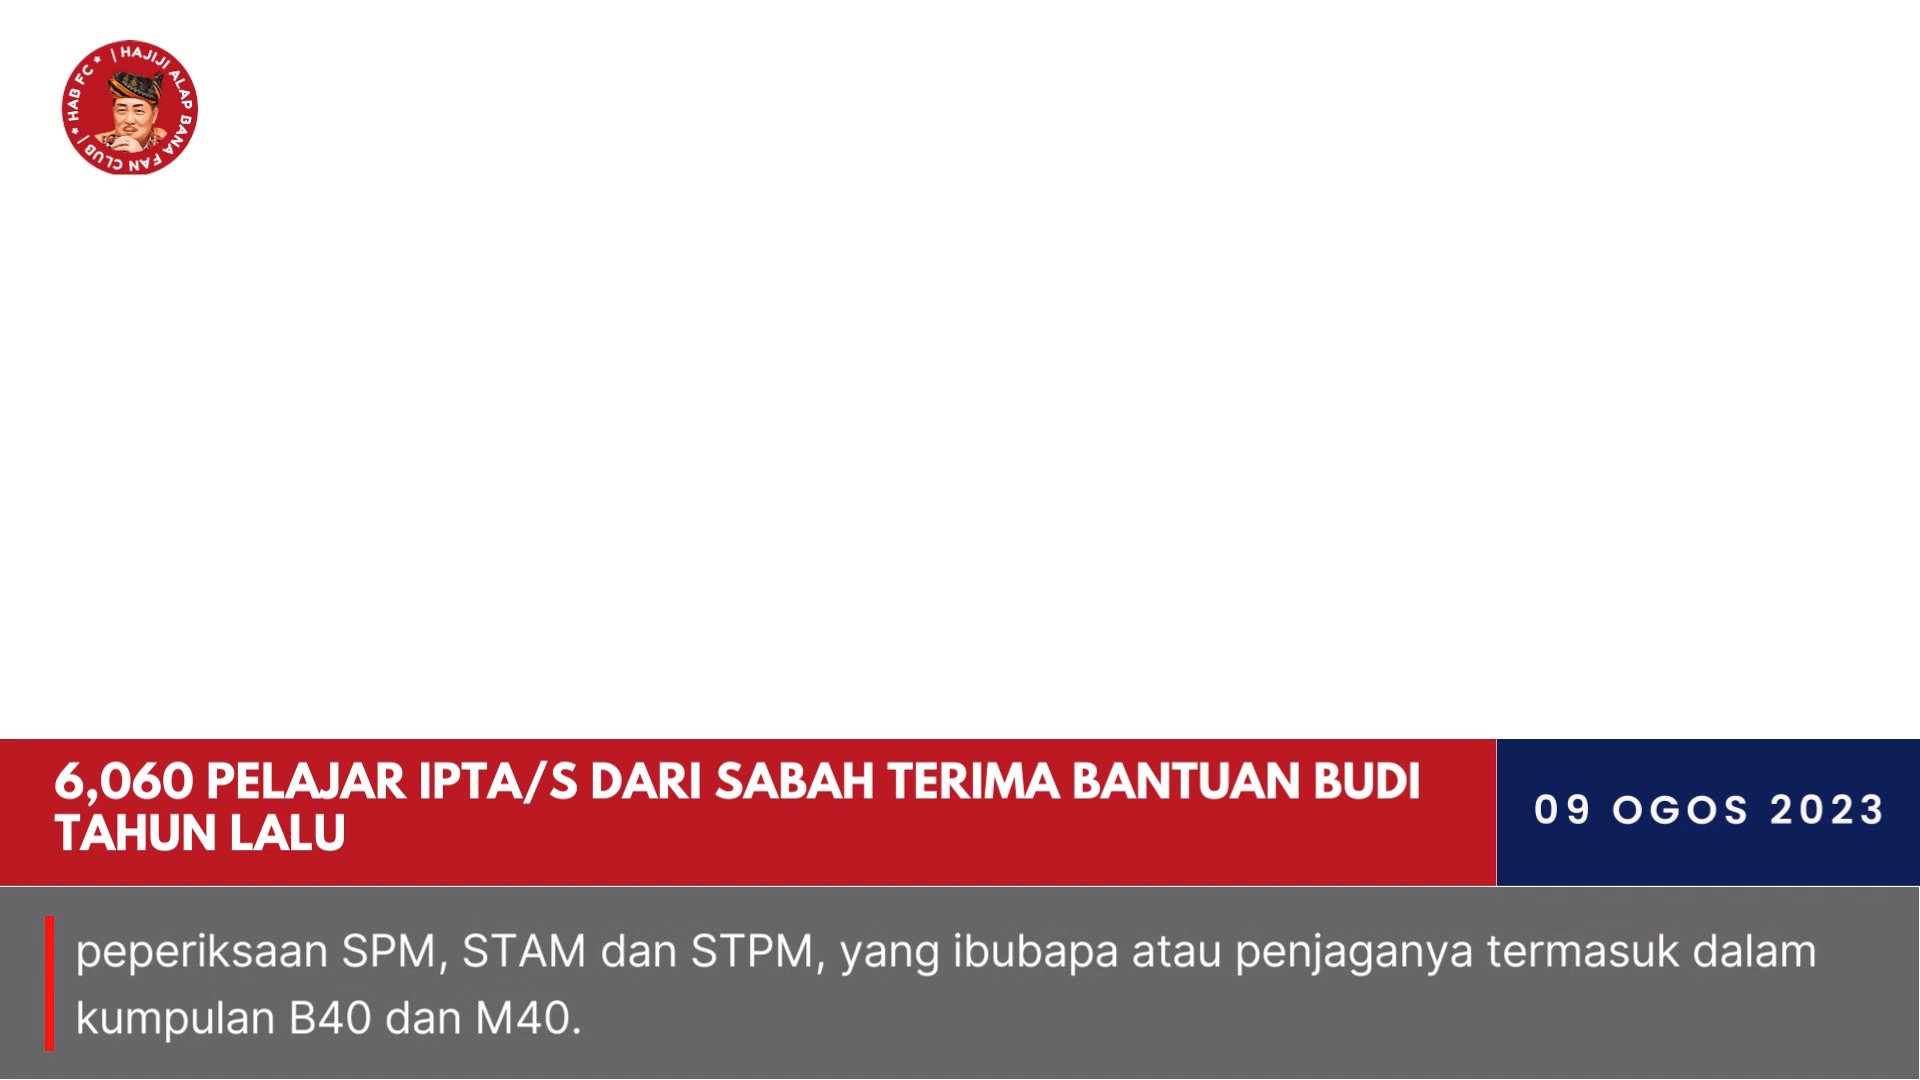 | HAJIJI ALAP BANA FAN CLUB | * HAB FC *
6,060 PELAJAR IPTA/S DARI SABAH TERIMA BANTUAN BUDI
TAHUN LALU
09 OGOS 2023
peperiksaan SPM, STAM dan STPM, yang ibubapa atau penjaganya termasuk dalam
kumpulan B40 dan M40.